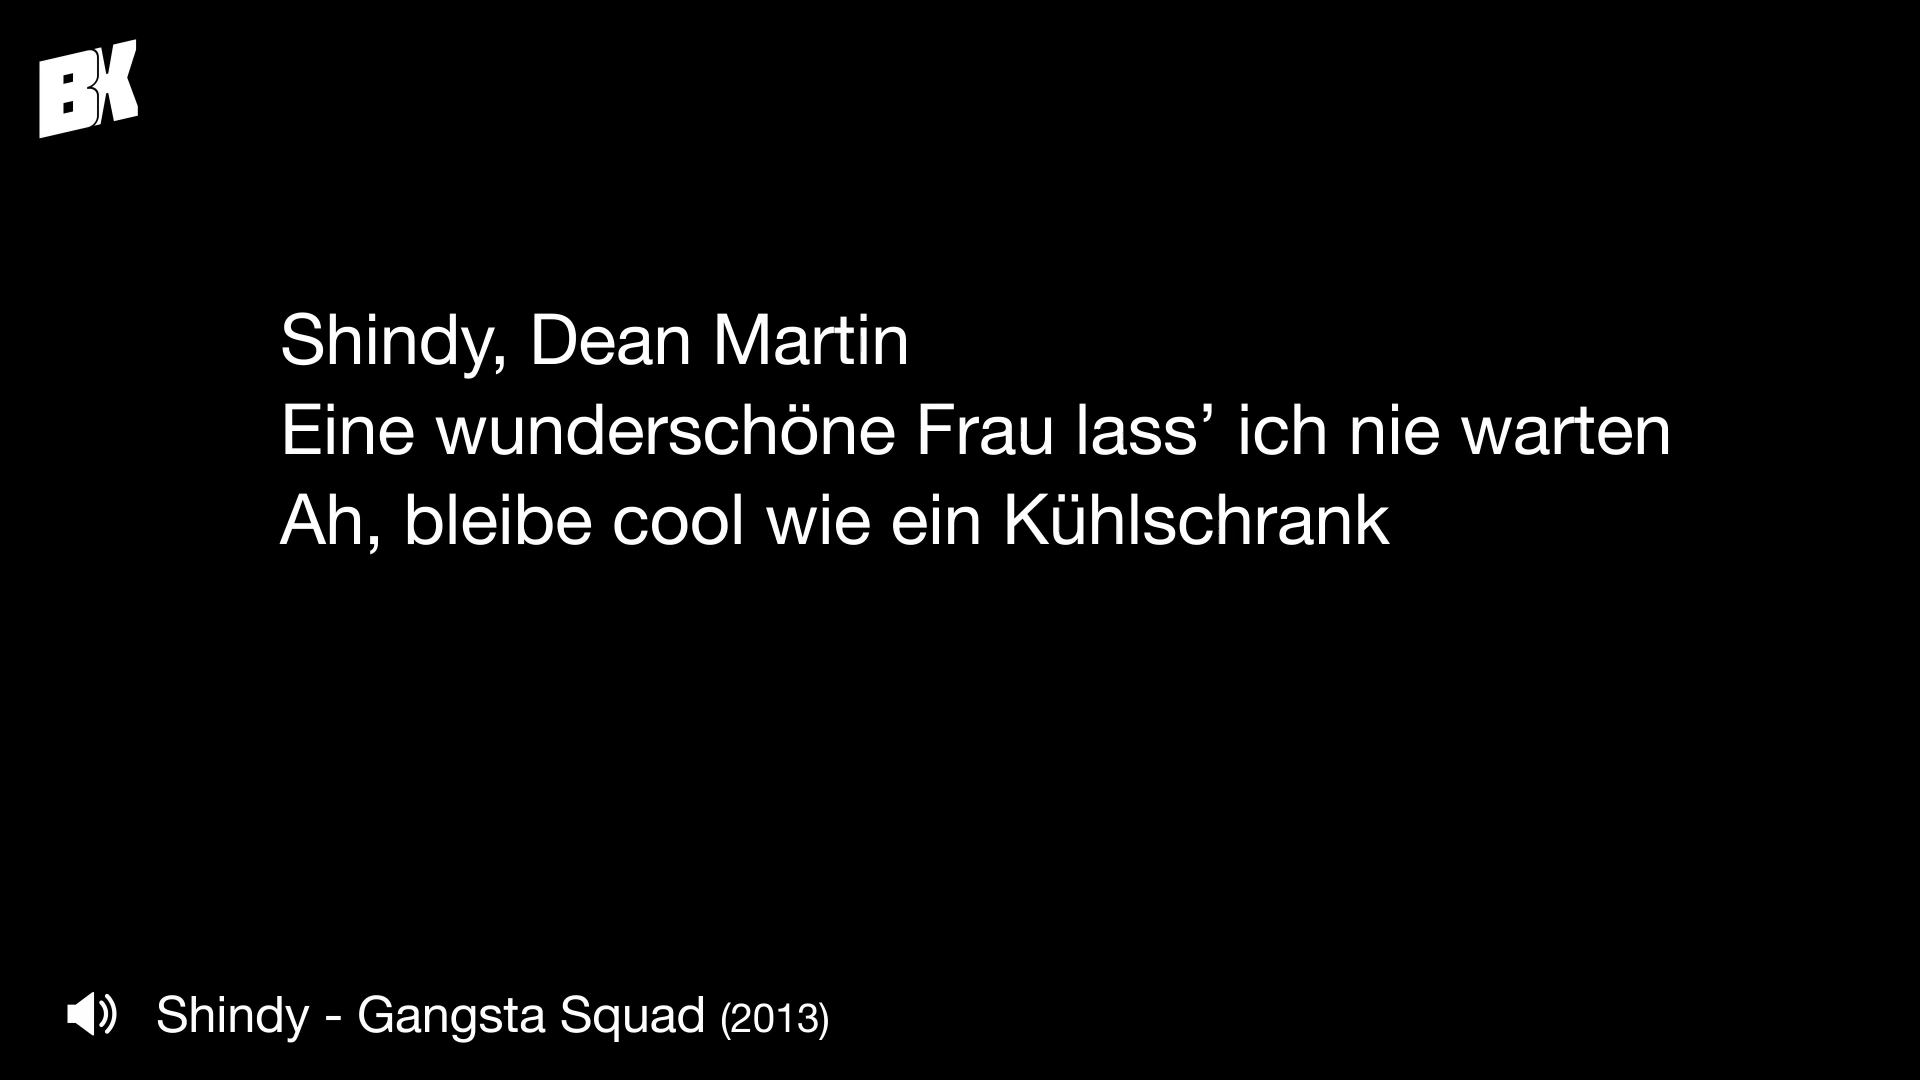 BK
Shindy, Dean Martin
Eine wunderschöne Frau lass’ ich nie warten
Ah, bleibe cool wie ein Kühlschrank
Shindy - Gangsta Squad (2013)